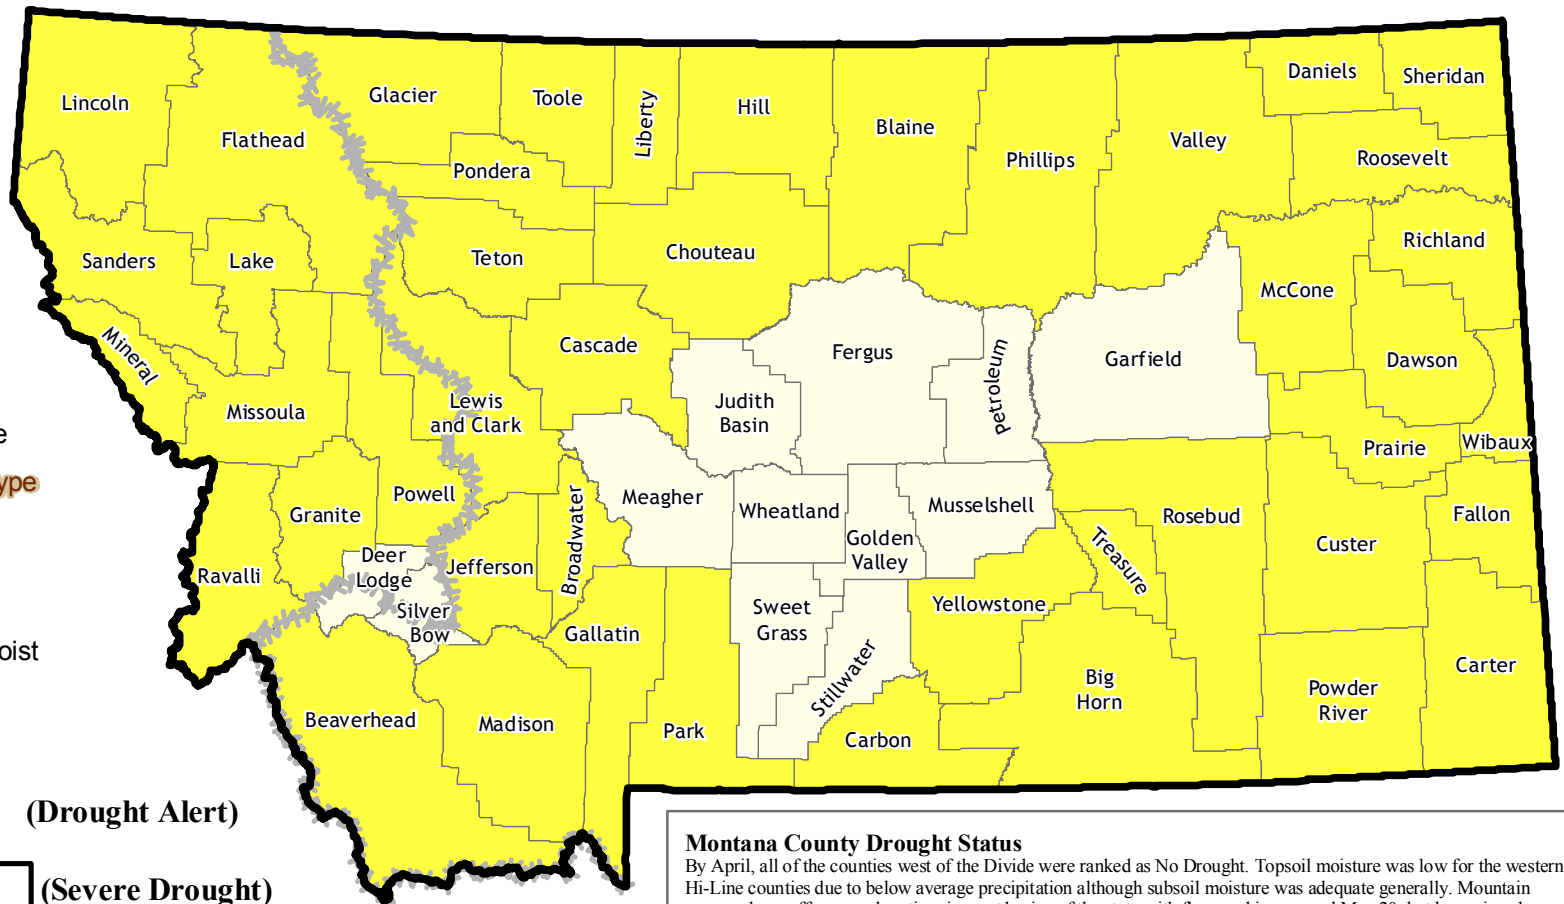 Lincoln
Flathead
Glacier
Toole
Liberty
Hill
Blaine
Phillips
Valley
Daniels
Sheridan
Roosevelt
Pondera
Sanders
Lake
Teton
Chouteau
Richland
McCone
Mineral
Cascade
Fergus
Petroleum
Garfield
Dawson
Missoula
Lewis
and Clark
Judith
Basin
Prairie
Wibaux
Powell
Granite
Broadwater
Meagher
Wheatland
Golden
Valley
Musselshell
Rosebud
Treasure
Custer
Fallon
Ravalli
Deer
Lodge
Jefferson
Silver
Bow
Gallatin
Sweet
Grass
Stillwater
Yellowstone
Big
Horn
Powder
River
Carter
Beaverhead
Madison
Park
Carbon
e
ype
oist
(Drought Alert)
(Severe Drought)
Montana County Drought Status
By April, all of the counties west of the Divide were ranked as No Drought. Topsoil moisture was low for the western
Hi-Line counties due to below average precipitation although subsoil moisture was adequate generally. Mountain